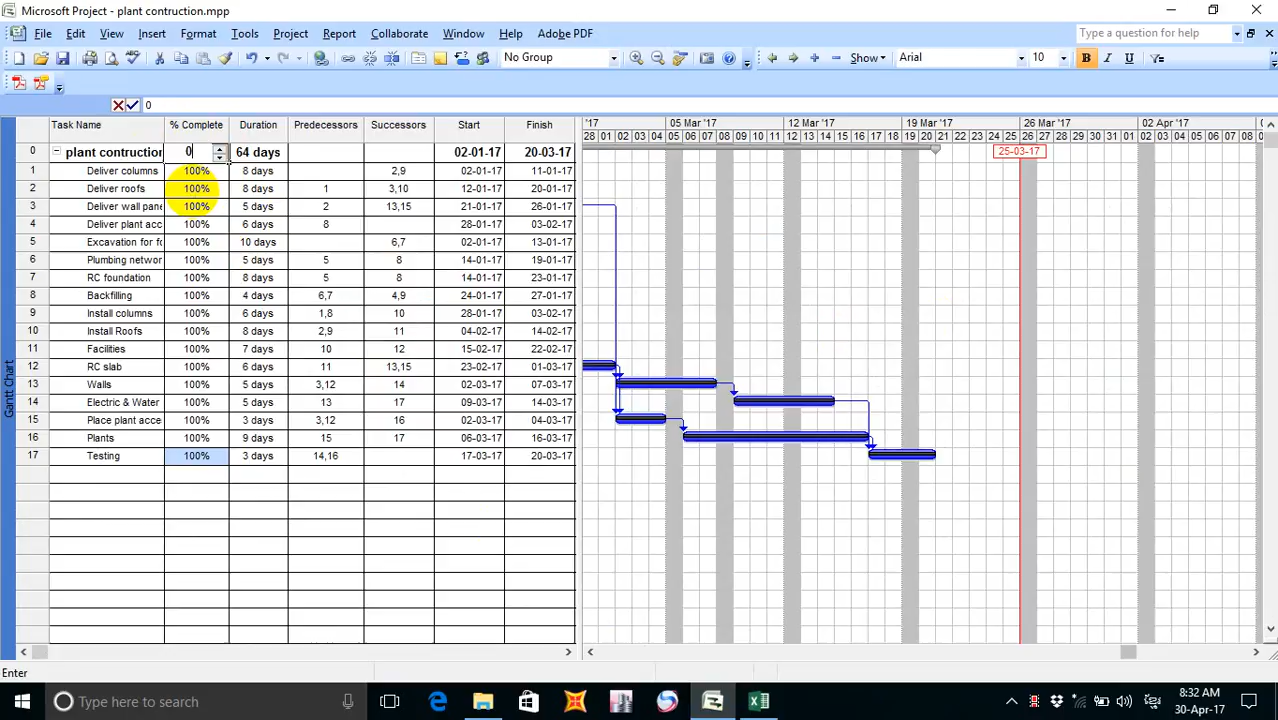 Microsoft Project - plant contruction.mpp
File Edit View Insert Format Tools Project Report Collaborate Window Help Adobe PDF Type a question for help
No Group Show Arial 10 B I U
0
Task Name % Complete Duration Predecessors Successors Start Finish
'17 05 Mar '17 12 Mar '17 19 Mar '17 26 Mar '17 02 Apr '17
28 01 02 03 04 05 06 07 08 09 10 11 12 13 14 15 16 17 18 19 20 21 22 23 24 25 26 27 28 29 30 31 01 02 03 04 05 06 07 08
0 plant contruction 0 64 days 02-01-17 20-03-17 25-03-17
1 Deliver columns 100% 8 days 2,9 02-01-17 11-01-17
2 Deliver roofs 100% 8 days 1 3,10 12-01-17 20-01-17
3 Deliver wall pane 100% 5 days 2 13,15 21-01-17 26-01-17
4 Deliver plant acc 100% 6 days 8 28-01-17 03-02-17
5 Excavation for fo 100% 10 days 6,7 02-01-17 13-01-17
6 Plumbing networ 100% 5 days 5 8 14-01-17 19-01-17
7 RC foundation 100% 8 days 5 8 14-01-17 23-01-17
8 Backfilling 100% 4 days 6,7 4,9 24-01-17 27-01-17
9 Install columns 100% 6 days 1,8 10 28-01-17 03-02-17
10 Install Roofs 100% 8 days 2,9 11 04-02-17 14-02-17
11 Facilities 100% 7 days 10 12 15-02-17 22-02-17
12 RC slab 100% 6 days 11 13,15 23-02-17 01-03-17
13 Walls 100% 5 days 3,12 14 02-03-17 07-03-17
14 Electric & Water 100% 5 days 13 17 09-03-17 14-03-17
15 Place plant acce 100% 3 days 3,12 16 02-03-17 04-03-17
16 Plants 100% 9 days 15 17 06-03-17 16-03-17
17 Testing 100% 3 days 14,16 17-03-17 20-03-17
Gantt Chart
Enter
Type here to search
8:32 AM
30-Apr-17